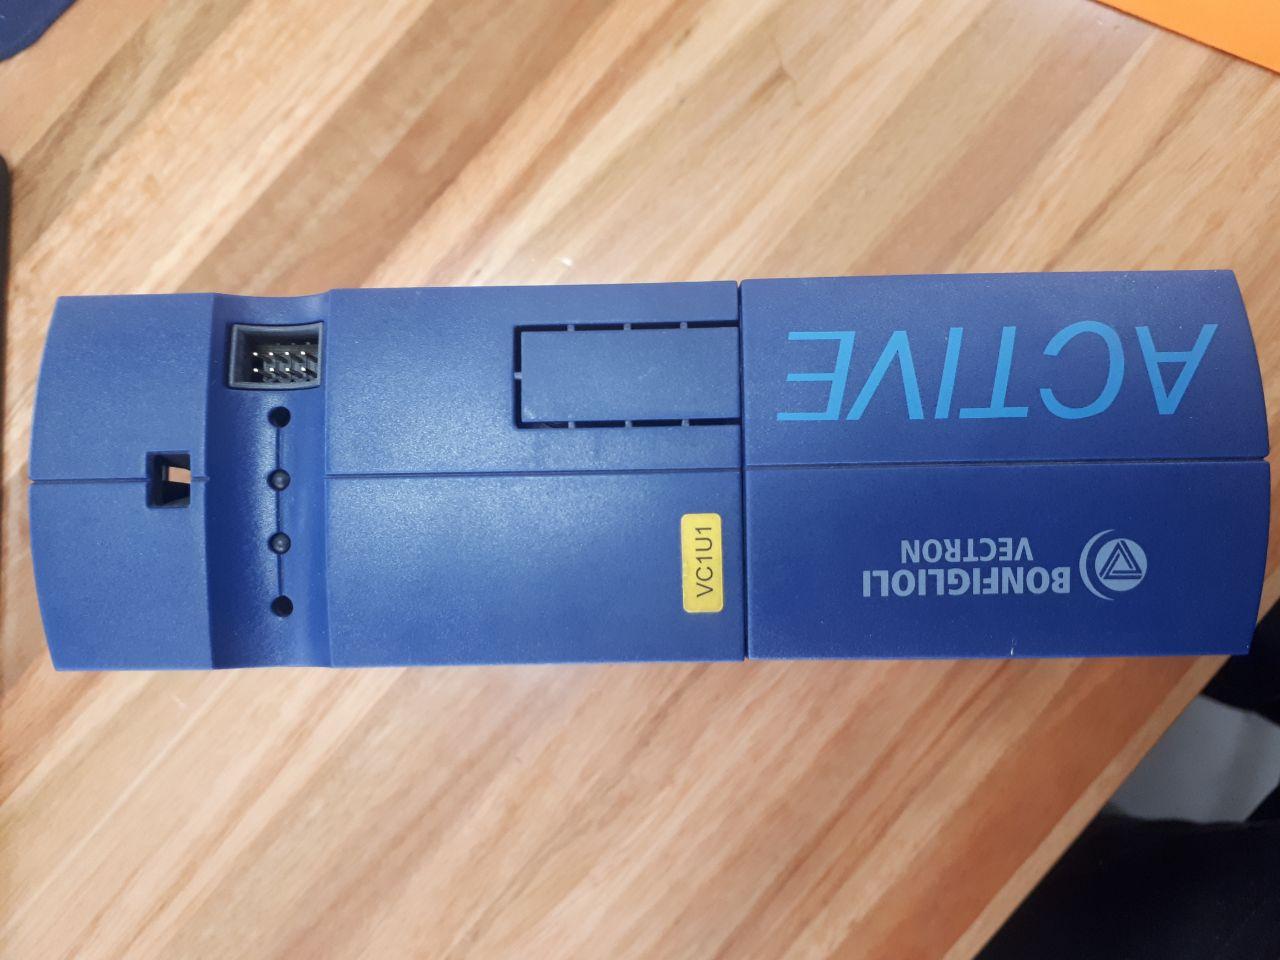 ACTIVE
BONFIGLIOLI
VECTRON
VC1U1